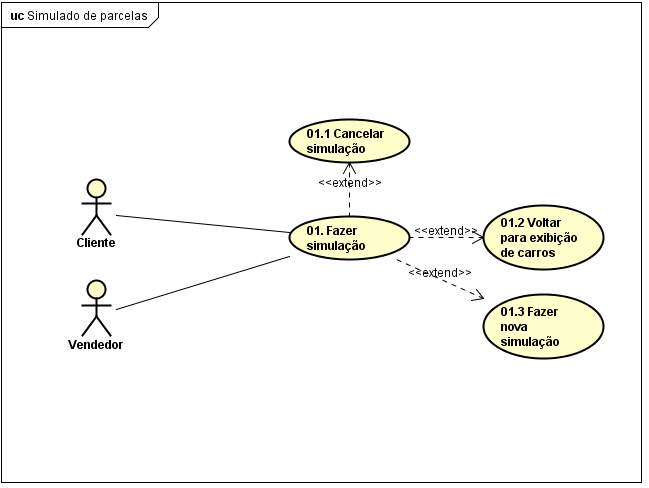 uc Simulado de parcelas
01.1 Cancelar
simulação
<<extend>>
Cliente
01. Fazer
simulação
<<extend>>
01.2 Voltar
para exibição
de carros
<<extend>>
Vendedor
01.3 Fazer
nova
simulação